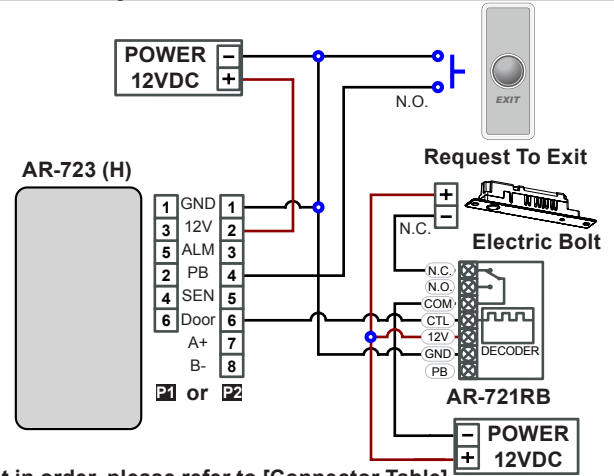 POWER −
12VDC +
N.O.
EXIT
Request To Exit
AR-723 (H)
1 GND 1
3 12V 2
5 ALM 3
2 PB 4
4 SEN 5
6 Door 6
A+ 7
B- 8
P1 or P2
+
−
N.C.
Electric Bolt
N.C.
N.O.
COM
CTL
12V
GND
PB
DECODER
AR-721RB
− POWER
+ 12VDC
t in order, please refer to [Connector Table]